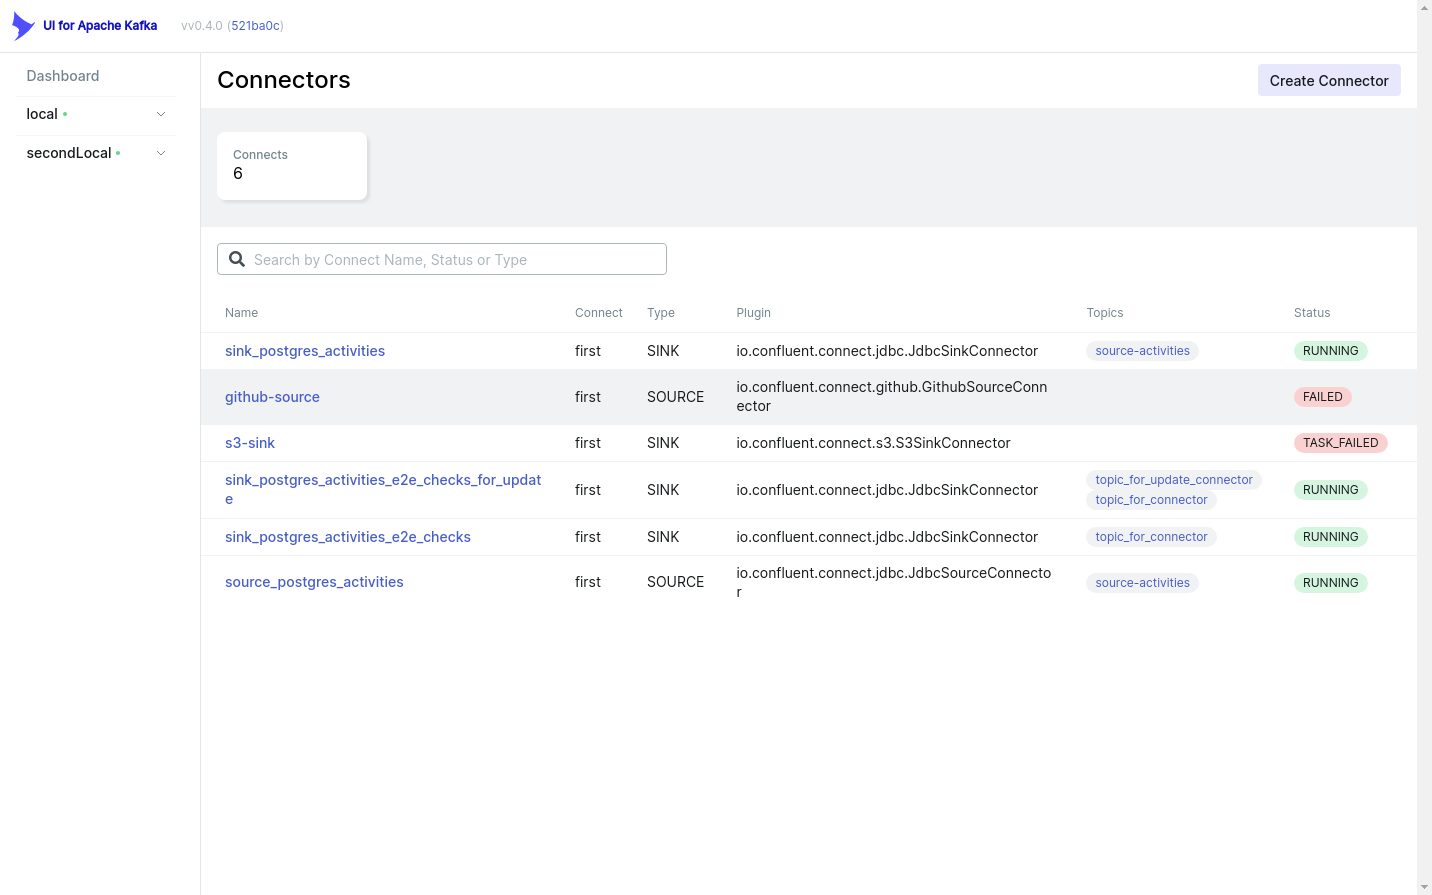 UI for Apache Kafka
vv0.4.0 (521ba0c)
Dashboard
local
secondLocal
Connectors
Create Connector
Connects
6
Search by Connect Name, Status or Type
Name Connect Type Plugin Topics Status
sink_postgres_activities first SINK io.confluent.connect.jdbc.JdbcSinkConnector source-activities RUNNING
github-source first SOURCE io.confluent.connect.github.GithubSourceConn
ector FAILED
s3-sink first SINK io.confluent.connect.s3.S3SinkConnector TASK_FAILED
sink_postgres_activities_e2e_checks_for_updat
e first SINK io.confluent.connect.jdbc.JdbcSinkConnector topic_for_update_connector
topic_for_connector RUNNING
sink_postgres_activities_e2e_checks first SINK io.confluent.connect.jdbc.JdbcSinkConnector topic_for_connector RUNNING
source_postgres_activities first SOURCE io.confluent.connect.jdbc.JdbcSourceConnecto
r source-activities RUNNING